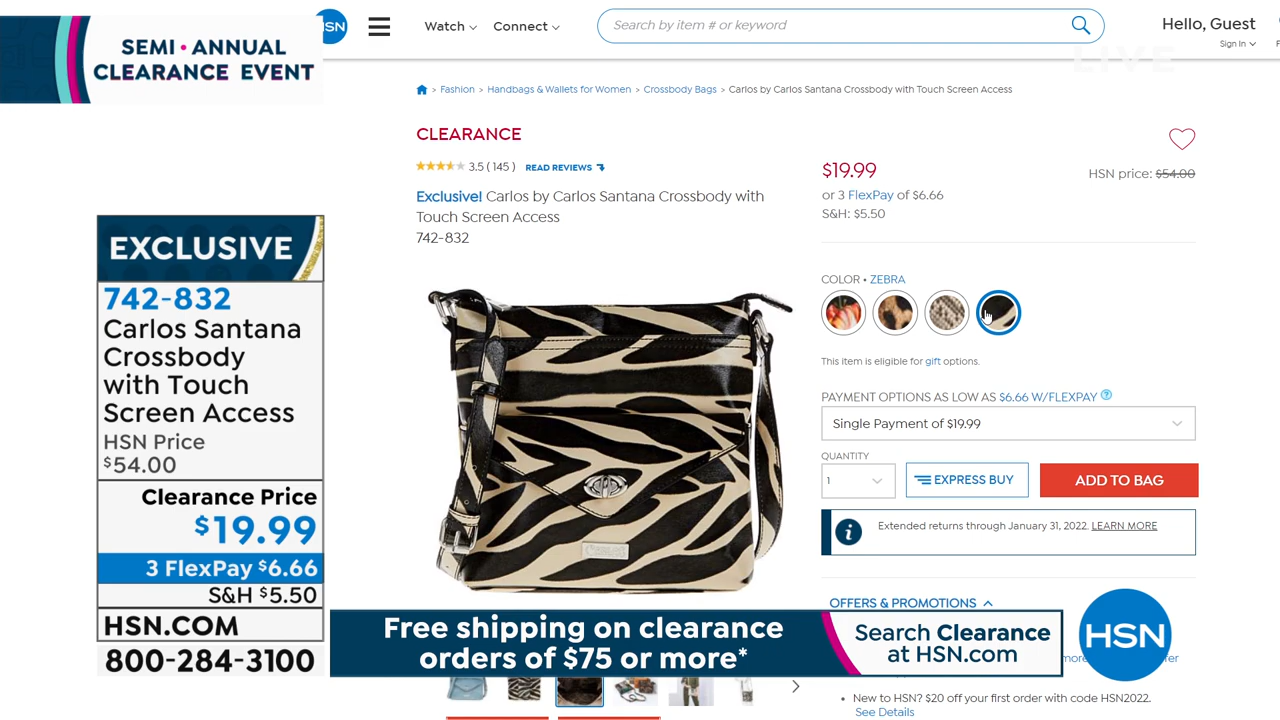 SEMI • ANNUAL
CLEARANCE EVENT
HSN
Watch
Connect
Search by item # or keyword
Hello, Guest
Sign In
LIVE
> Fashion > Handbags & Wallets for Women > Crossbody Bags > Carlos by Carlos Santana Crossbody with Touch Screen Access
CLEARANCE
3.5 ( 145 ) READ REVIEWS
Exclusive! Carlos by Carlos Santana Crossbody with
Touch Screen Access
742-832
$19.99
HSN price: $54.00
or 3 FlexPay of $6.66
S&H: $5.50
COLOR • ZEBRA
This item is eligible for gift options.
PAYMENT OPTIONS AS LOW AS $6.66 W/FLEXPAY ?
Single Payment of $19.99
QUANTITY
1
EXPRESS BUY
ADD TO BAG
Extended returns through January 31, 2022. LEARN MORE
OFFERS & PROMOTIONS
New to HSN? $20 off your first order with code HSN2022.
See Details
EXCLUSIVE
742-832
Carlos Santana
Crossbody
with Touch
Screen Access
HSN Price
$54.00
Clearance Price
$19.99
3 FlexPay $6.66
S&H $5.50
HSN.COM
800-284-3100
Free shipping on clearance
orders of $75 or more*
Search Clearance
at HSN.com
HSN